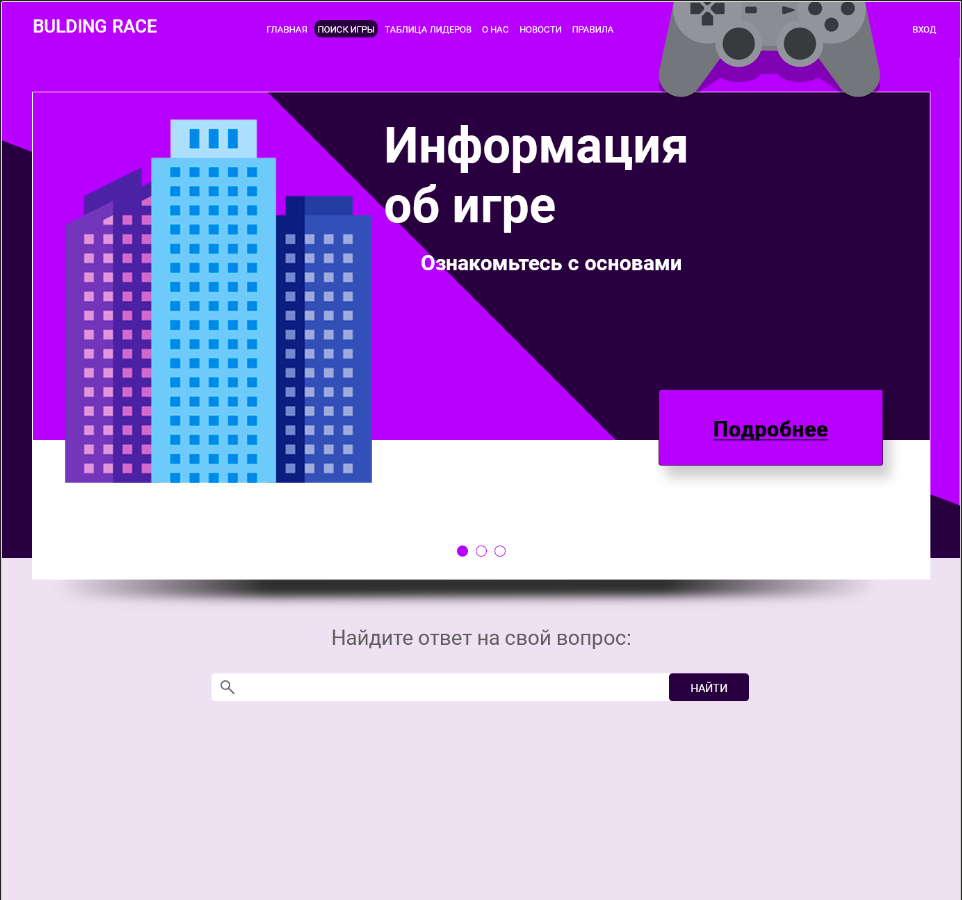 BULDING RACE
ГЛАВНАЯ ПОИСК ИГРЫ ТАБЛИЦА ЛИДЕРОВ О НАС НОВОСТИ ПРАВИЛА
ВХОД
Информация
об игре
Ознакомьтесь с основами
Подробнее
Найдите ответ на свой вопрос:
НАЙТИ